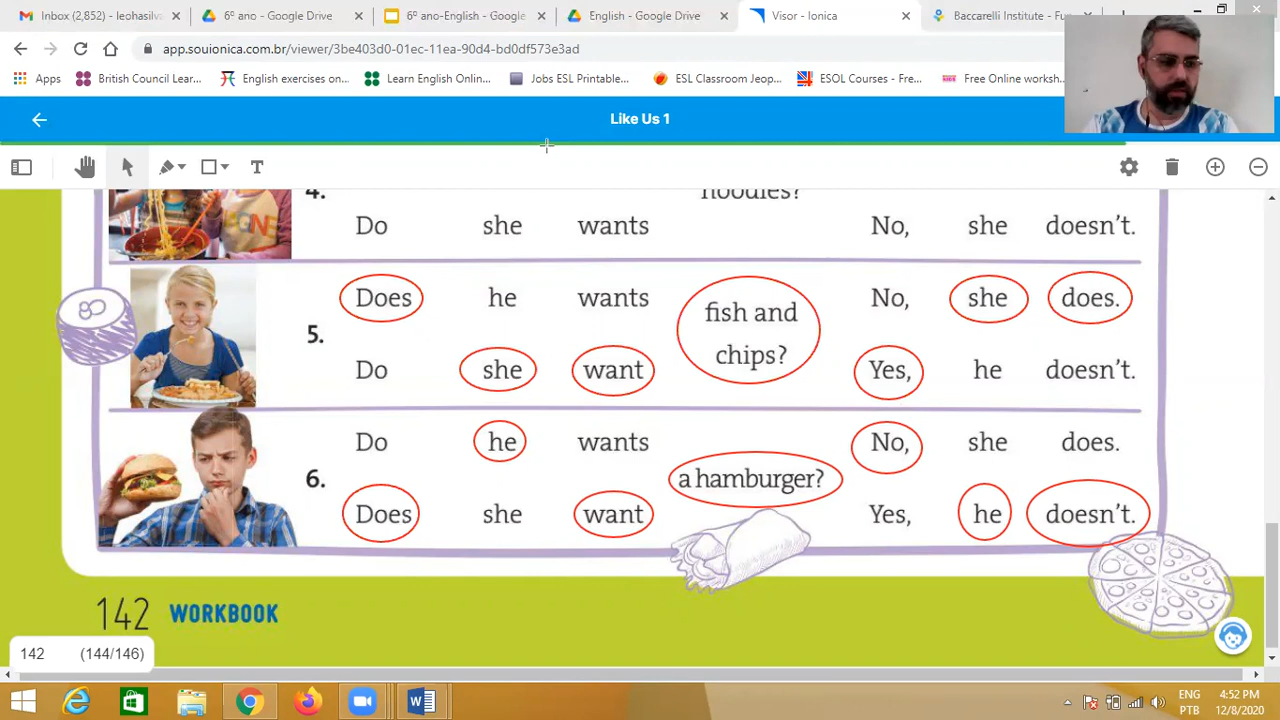 Inbox (2,852) - leohasilv
6º ano - Google Drive
6º ano-English - Google
English - Google Drive
Visor - Ionica
Baccarelli Institute - Fu
app.souionica.com.br/viewer/3be403d0-01ec-11ea-90d4-bd0df573e3ad
Apps
British Council Lear...
English exercises on...
Learn English Onlin...
Jobs ESL Printable...
ESL Classroom Jeop...
ESOL Courses - Fre...
Free Online worksh...
Like Us 1
T
4.
noodles?
Do she wants No, she doesn't.
5.
Does he wants fish and No, she does.
Do she want chips? Yes, he doesn't.
6.
Do he wants a hamburger? No, she does.
Does she want Yes, he doesn't.
142 WORKBOOK
142 (144/146)
ENG
PTB
4:52 PM
12/8/2020